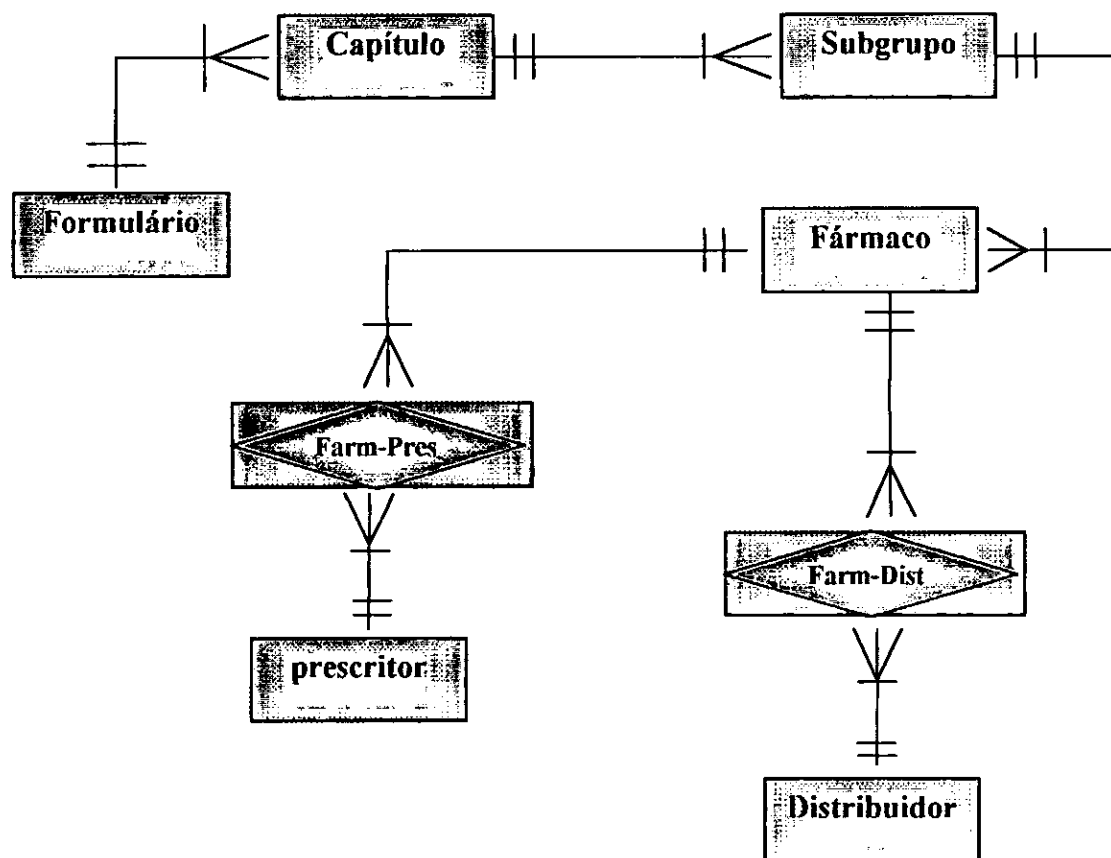 Capítulo
Subgrupo
Formulário
Fármaco
Farm-Pres
Farm-Dist
prescritor
Distribuidor